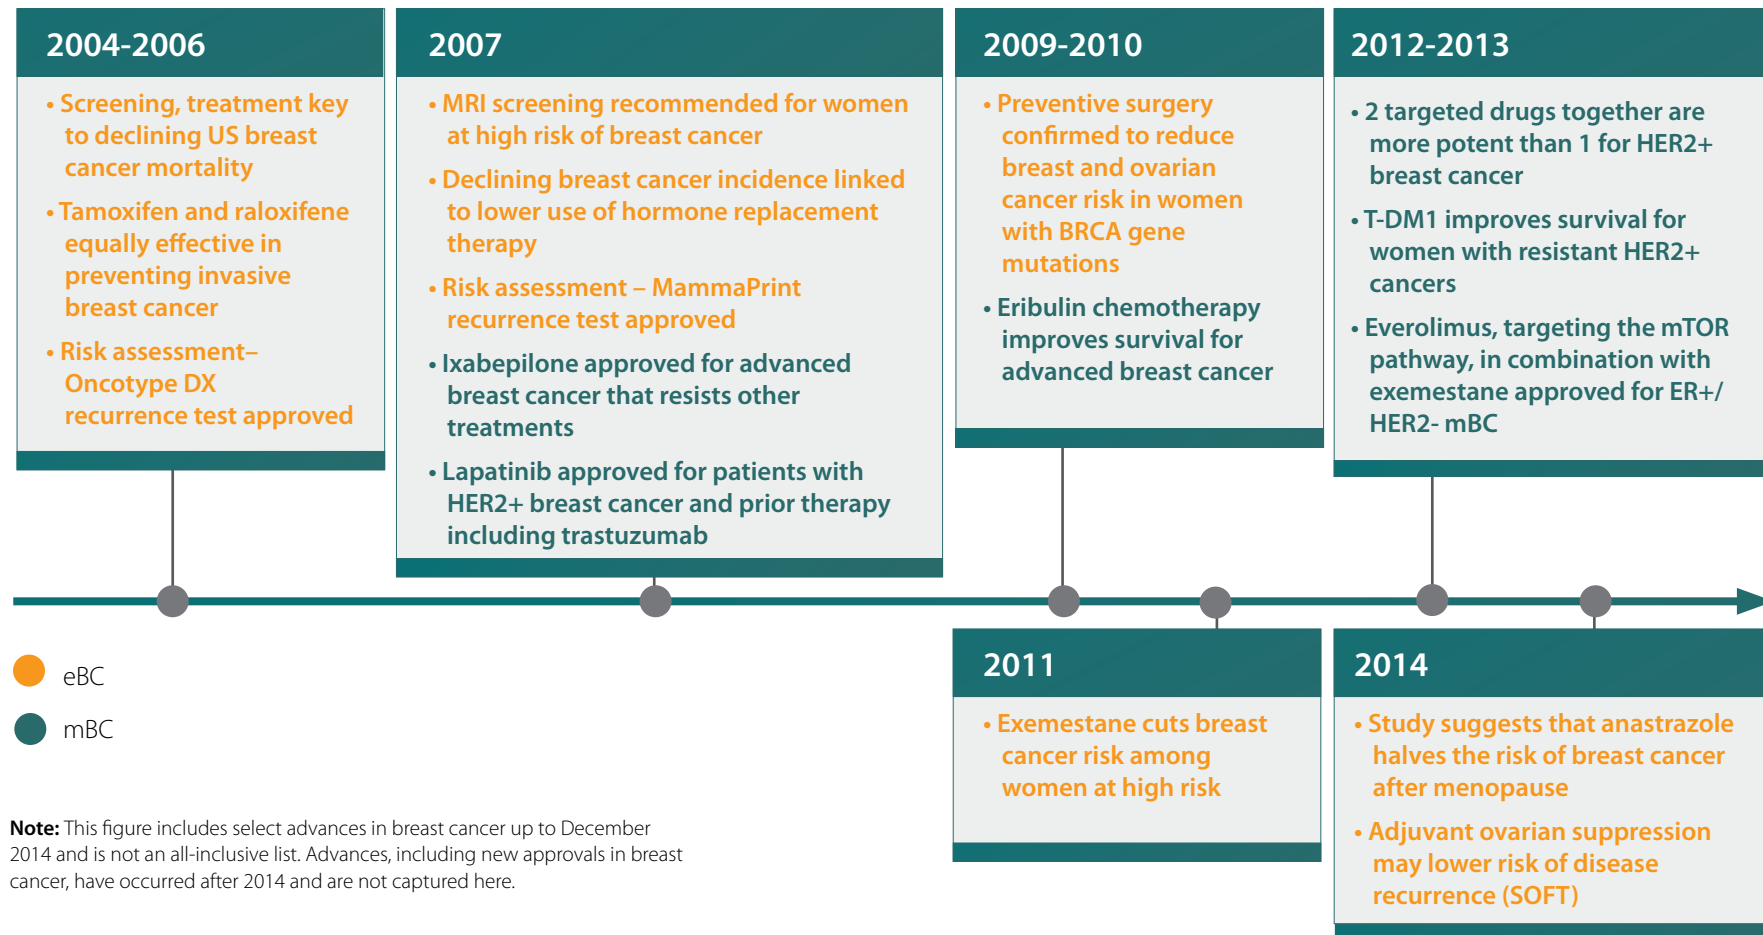 2004-2006
• Screening, treatment key
to declining US breast
cancer mortality
• Tamoxifen and raloxifene
equally effective in
preventing invasive
breast cancer
• Risk assessment–
Oncotype DX
recurrence test approved
2007
• MRI screening recommended for women
at high risk of breast cancer
• Declining breast cancer incidence linked
to lower use of hormone replacement
therapy
• Risk assessment – MammaPrint
recurrence test approved
• Ixabepilone approved for advanced
breast cancer that resists other
treatments
• Lapatinib approved for patients with
HER2+ breast cancer and prior therapy
including trastuzumab
2009-2010
• Preventive surgery
confirmed to reduce
breast and ovarian
cancer risk in women
with BRCA gene
mutations
• Eribulin chemotherapy
improves survival for
advanced breast cancer
2012-2013
• 2 targeted drugs together are
more potent than 1 for HER2+
breast cancer
• T-DM1 improves survival for
women with resistant HER2+
cancers
• Everolimus, targeting the mTOR
pathway, in combination with
exemestane approved for ER+/
HER2- mBC
2011
• Exemestane cuts breast
cancer risk among
women at high risk
2014
• Study suggests that anastrazole
halves the risk of breast cancer
after menopause
• Adjuvant ovarian suppression
may lower risk of disease
recurrence (SOFT)
eBC
mBC
Note: This figure includes select advances in breast cancer up to December
2014 and is not an all-inclusive list. Advances, including new approvals in breast
cancer, have occurred after 2014 and are not captured here.